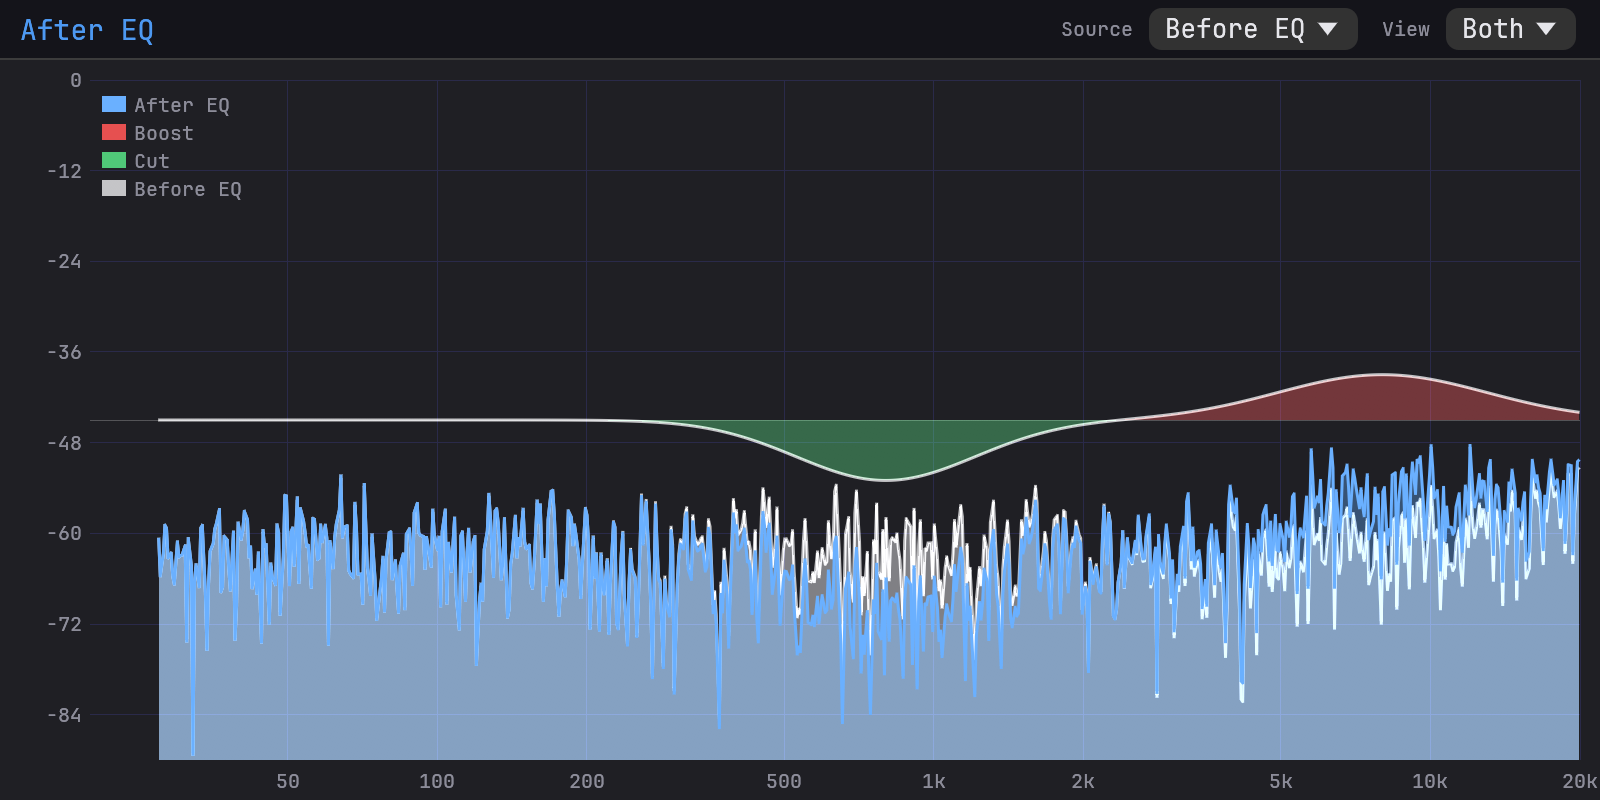 After EQ
Source Before EQ ▼ View Both ▼
0
-12
-24
-36
-48
-60
-72
-84
After EQ
Boost
Cut
Before EQ
50 100 200 500 1k 2k 5k 10k 20k